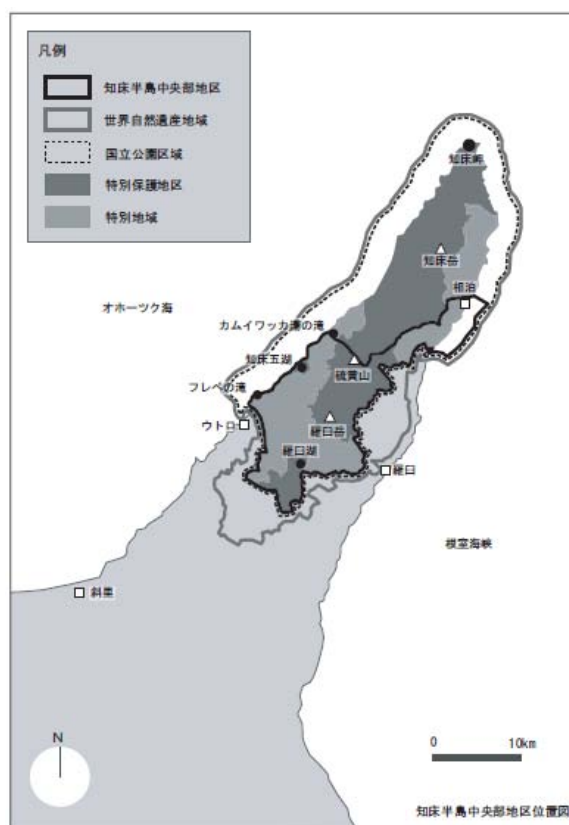 凡例
知床半島中央部地区
世界自然遺産地域
国立公園区域
特別保護地区
特別地域
知床岬
知床岳
相泊
オホーツク海
カムイワッカ湯の滝
知床五湖
硫黄山
フレペの滝
ウトロ
羅臼岳
羅臼湖
羅臼
根室海峡
斜里
N
0 10km
知床半島中央部地区位置図